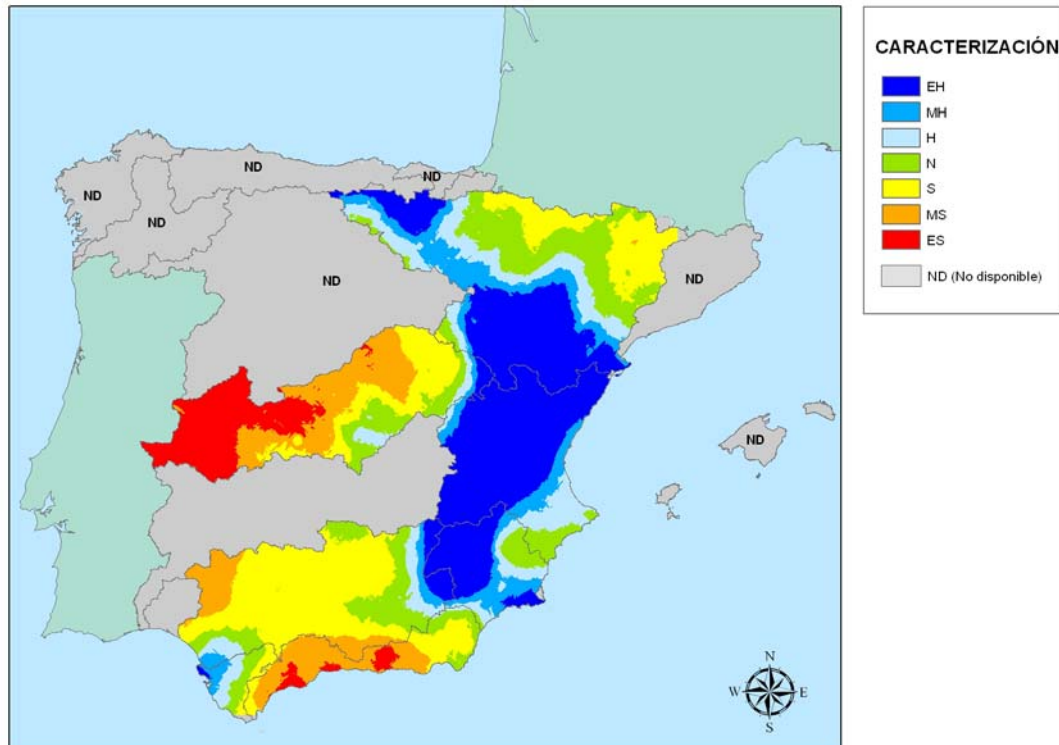 CARACTERIZACIÓN
EH
MH
H
N
S
MS
ES
ND (No disponible)
ND
ND
ND
ND
ND
ND
ND
N
W
E
S